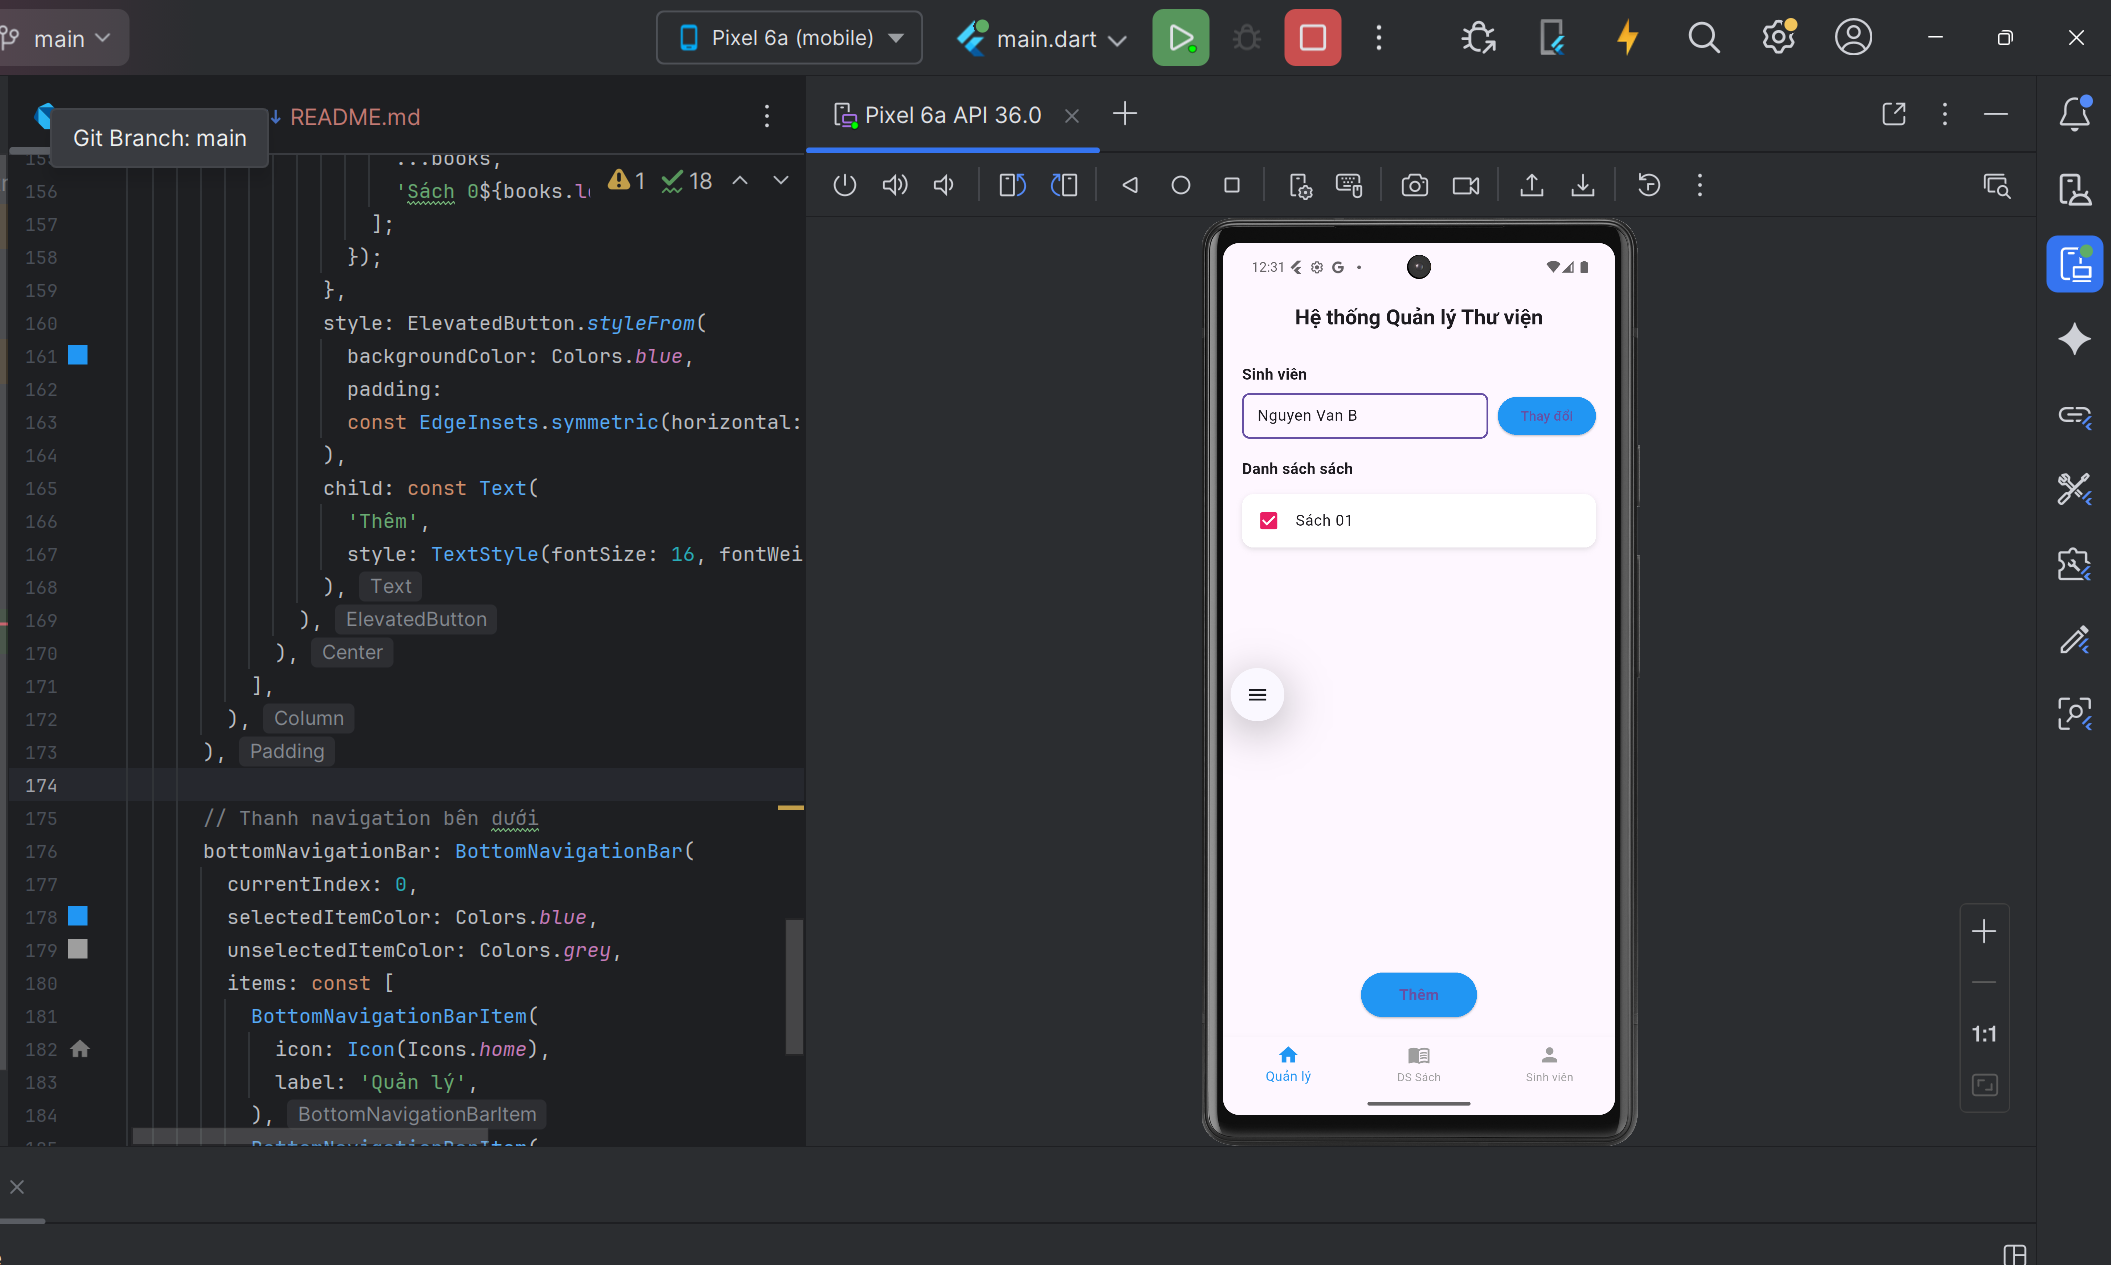 main
Pixel 6a (mobile)
main.dart
README.md
Git Branch: main
Pixel 6a API 36.0
1 18
...books,
156 'Sách 0${books.l
157 ];
158 });
159 },
160 style: ElevatedButton.styleFrom(
161 backgroundColor: Colors.blue,
162 padding:
163 const EdgeInsets.symmetric(horizontal:
164 ),
165 child: const Text(
166 'Thêm',
167 style: TextStyle(fontSize: 16, fontWei
168 ), Text
169 ), ElevatedButton
170 ), Center
171 ],
172 ), Column
173 ), Padding
174
175 // Thanh navigation bên dưới
176 bottomNavigationBar: BottomNavigationBar(
177 currentIndex: 0,
178 selectedItemColor: Colors.blue,
179 unselectedItemColor: Colors.grey,
180 items: const [
181 BottomNavigationBarItem(
182 icon: Icon(Icons.home),
183 label: 'Quản lý',
184 ), BottomNavigationBarItem
BottomNavigationBarItem(
12:31
Hệ thống Quản lý Thư viện
Sinh viên
Nguyen Van B
Thay đổi
Danh sách sách
Sách 01
Thêm
Quản lý
DS Sách
Sinh viên
1:1